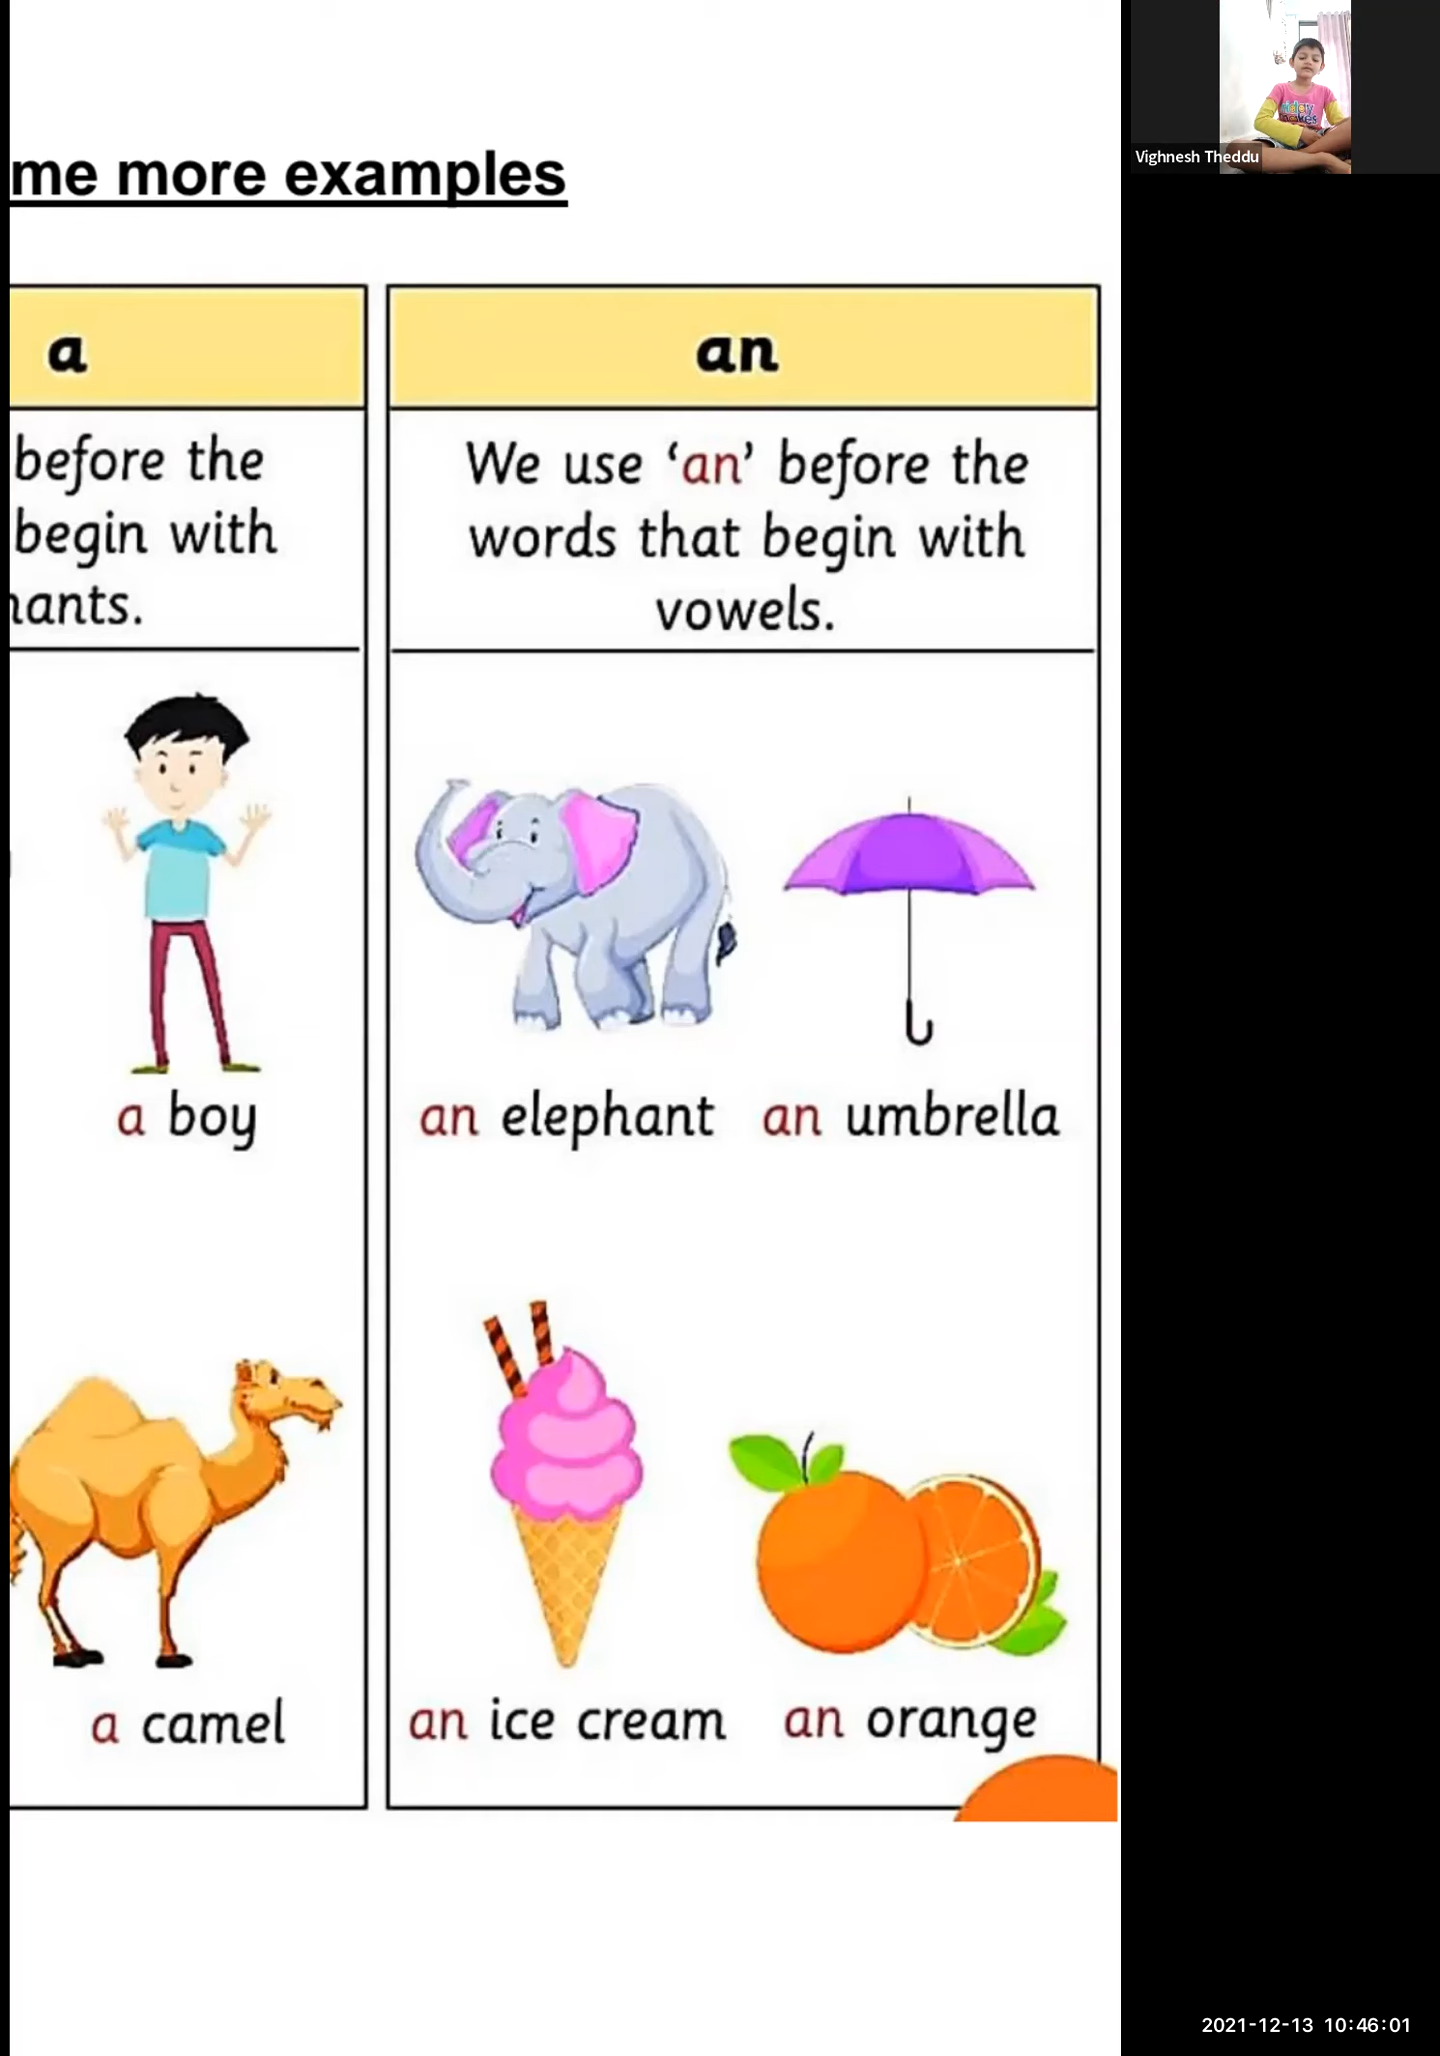 me more examples
a
before the
begin with
ants.
a boy
a camel
an
We use ‘an’ before the
words that begin with
vowels.
an elephant an umbrella
an ice cream an orange
Vighnesh Theddu
2021-12-13 10:46:01